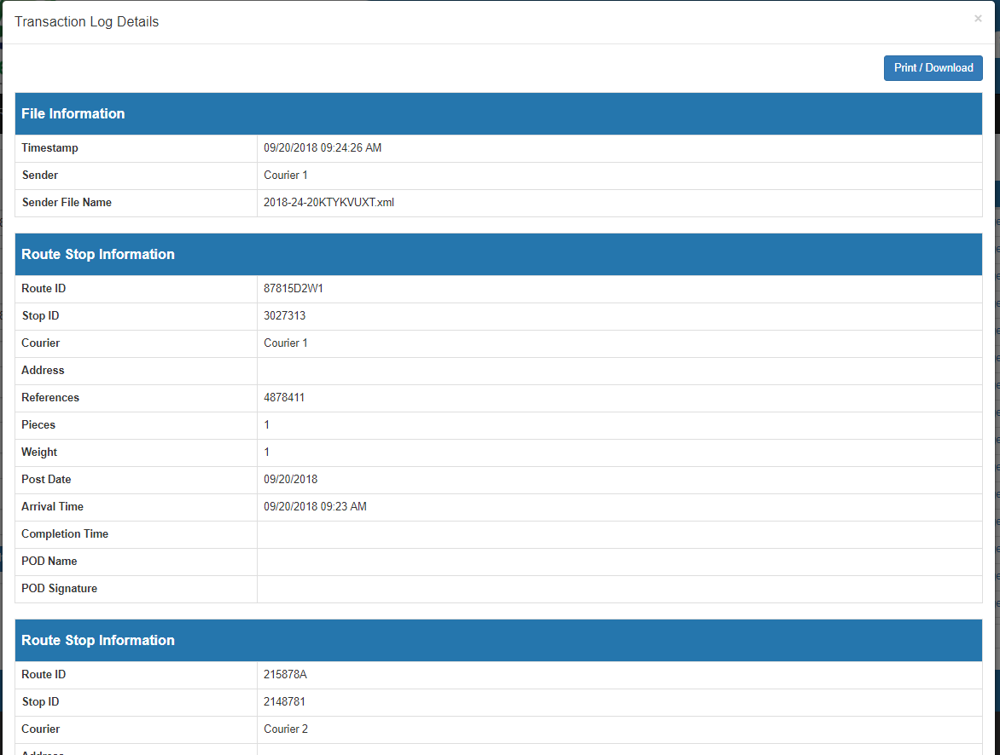 Transaction Log Details
×
Print / Download
File Information
Timestamp 09/20/2018 09:24:26 AM
Sender Courier 1
Sender File Name 2018-24-20KTYKVUXT.xml
Route Stop Information
Route ID 87815D2W1
Stop ID 3027313
Courier Courier 1
Address
References 4878411
Pieces 1
Weight 1
Post Date 09/20/2018
Arrival Time 09/20/2018 09:23 AM
Completion Time
POD Name
POD Signature
Route Stop Information
Route ID 215878A
Stop ID 2148781
Courier Courier 2
Address